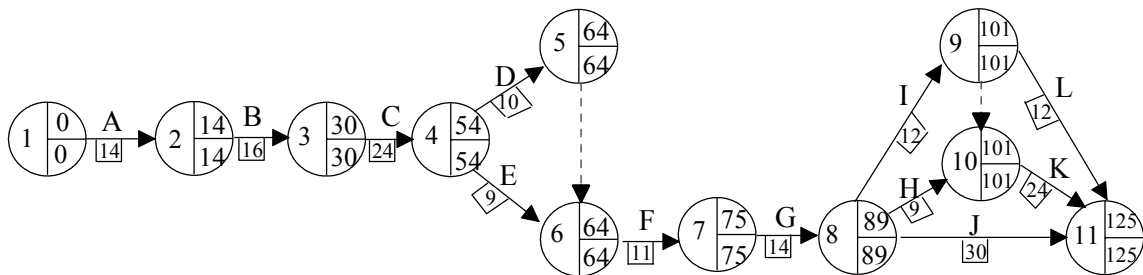 1 0 0
A 14
2 14 14
B 16
3 30 30
C 24
4 54 54
D 10
5 64 64
E 9
6 64 64
F 11
7 75 75
G 14
8 89 89
I 12
9 101 101
H 9
10 101 101
L 12
K 24
J 30
11 125 125